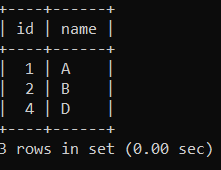 +----+------+
| id | name |
+----+------+
|  1 | A    |
|  2 | B    |
|  4 | D    |
+----+------+
3 rows in set (0.00 sec)